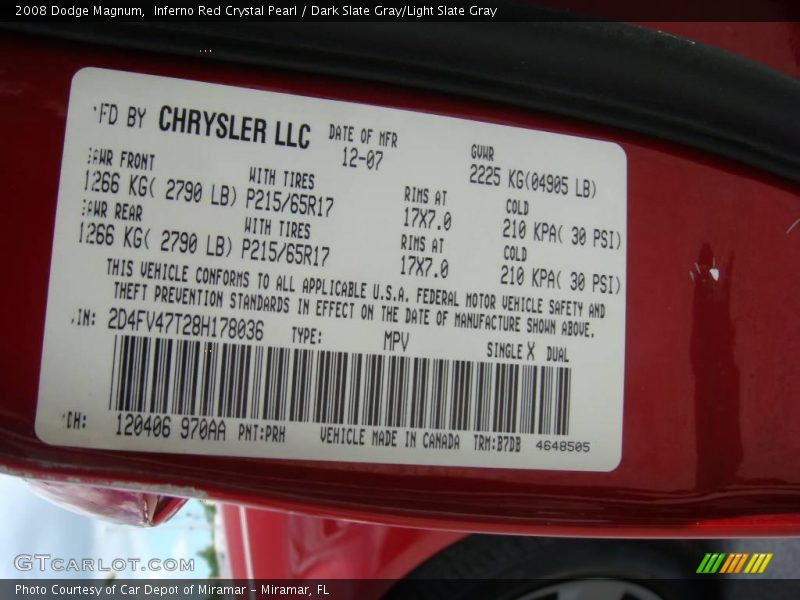 2008 Dodge Magnum,  Inferno Red Crystal Pearl / Dark Slate Gray/Light Slate Gray
FD BY CHRYSLER LLC DATE OF MFR GVWR
12-07 2225 KG(04905 LB)
GAWR FRONT WITH TIRES RIMS AT COLD
1266 KG( 2790 LB) P215/65R17 17X7.0 210 KPA( 30 PSI)
GAWR REAR WITH TIRES RIMS AT COLD
1266 KG( 2790 LB) P215/65R17 17X7.0 210 KPA( 30 PSI)
THIS VEHICLE CONFORMS TO ALL APPLICABLE U.S.A. FEDERAL MOTOR VEHICLE SAFETY AND
THEFT PREVENTION STANDARDS IN EFFECT ON THE DATE OF MANUFACTURE SHOWN ABOVE.
IN: 2D4FV47T28H178036 TYPE: MPV SINGLE X DUAL
DH: 120406 970AA PNT:PRH VEHICLE MADE IN CANADA TRM:B7DB 4648505
GTCARLOT.COM
Photo Courtesy of Car Depot of Miramar – Miramar, FL